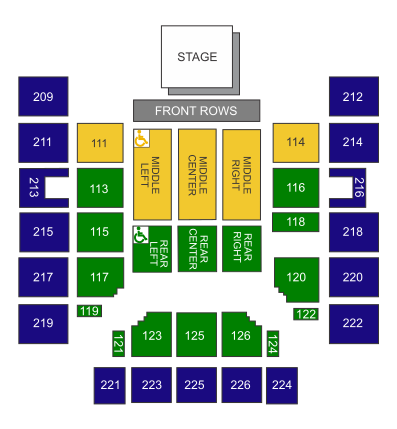 STAGE
FRONT ROWS
209
212
211
111
MIDDLE
LEFT
MIDDLE
CENTER
MIDDLE
RIGHT
114
214
213
113
116
216
215
115
REAR
LEFT
REAR
CENTER
REAR
RIGHT
118
218
217
117
120
220
219
119
122
222
121
123
125
126
124
221
223
225
226
224